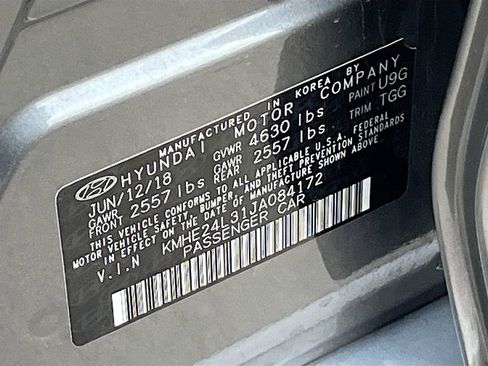 MANUFACTURED IN KOREA BY
HYUNDAI MOTOR COMPANY
JUN/12/18 GVWR 4630 lbs PAINT U9G
GAWR FRONT 2557 lbs GAWR REAR 2557 lbs TRIM TGG
THIS VEHICLE CONFORMS TO ALL APPLICABLE U.S.A. FEDERAL
MOTOR VEHICLE SAFETY, BUMPER, AND THEFT PREVENTION STANDARDS
IN EFFECT ON THE DATE OF MANUFACTURE SHOWN ABOVE.
V.I.N KMHE24L31JA084172
PASSENGER CAR